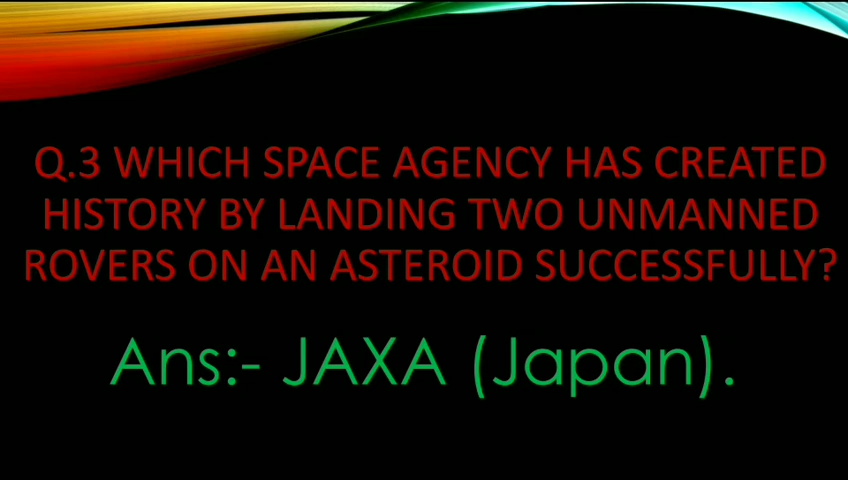 Q.3 WHICH SPACE AGENCY HAS CREATED
HISTORY BY LANDING TWO UNMANNED
ROVERS ON AN ASTEROID SUCCESSFULLY?
Ans:- JAXA (Japan).